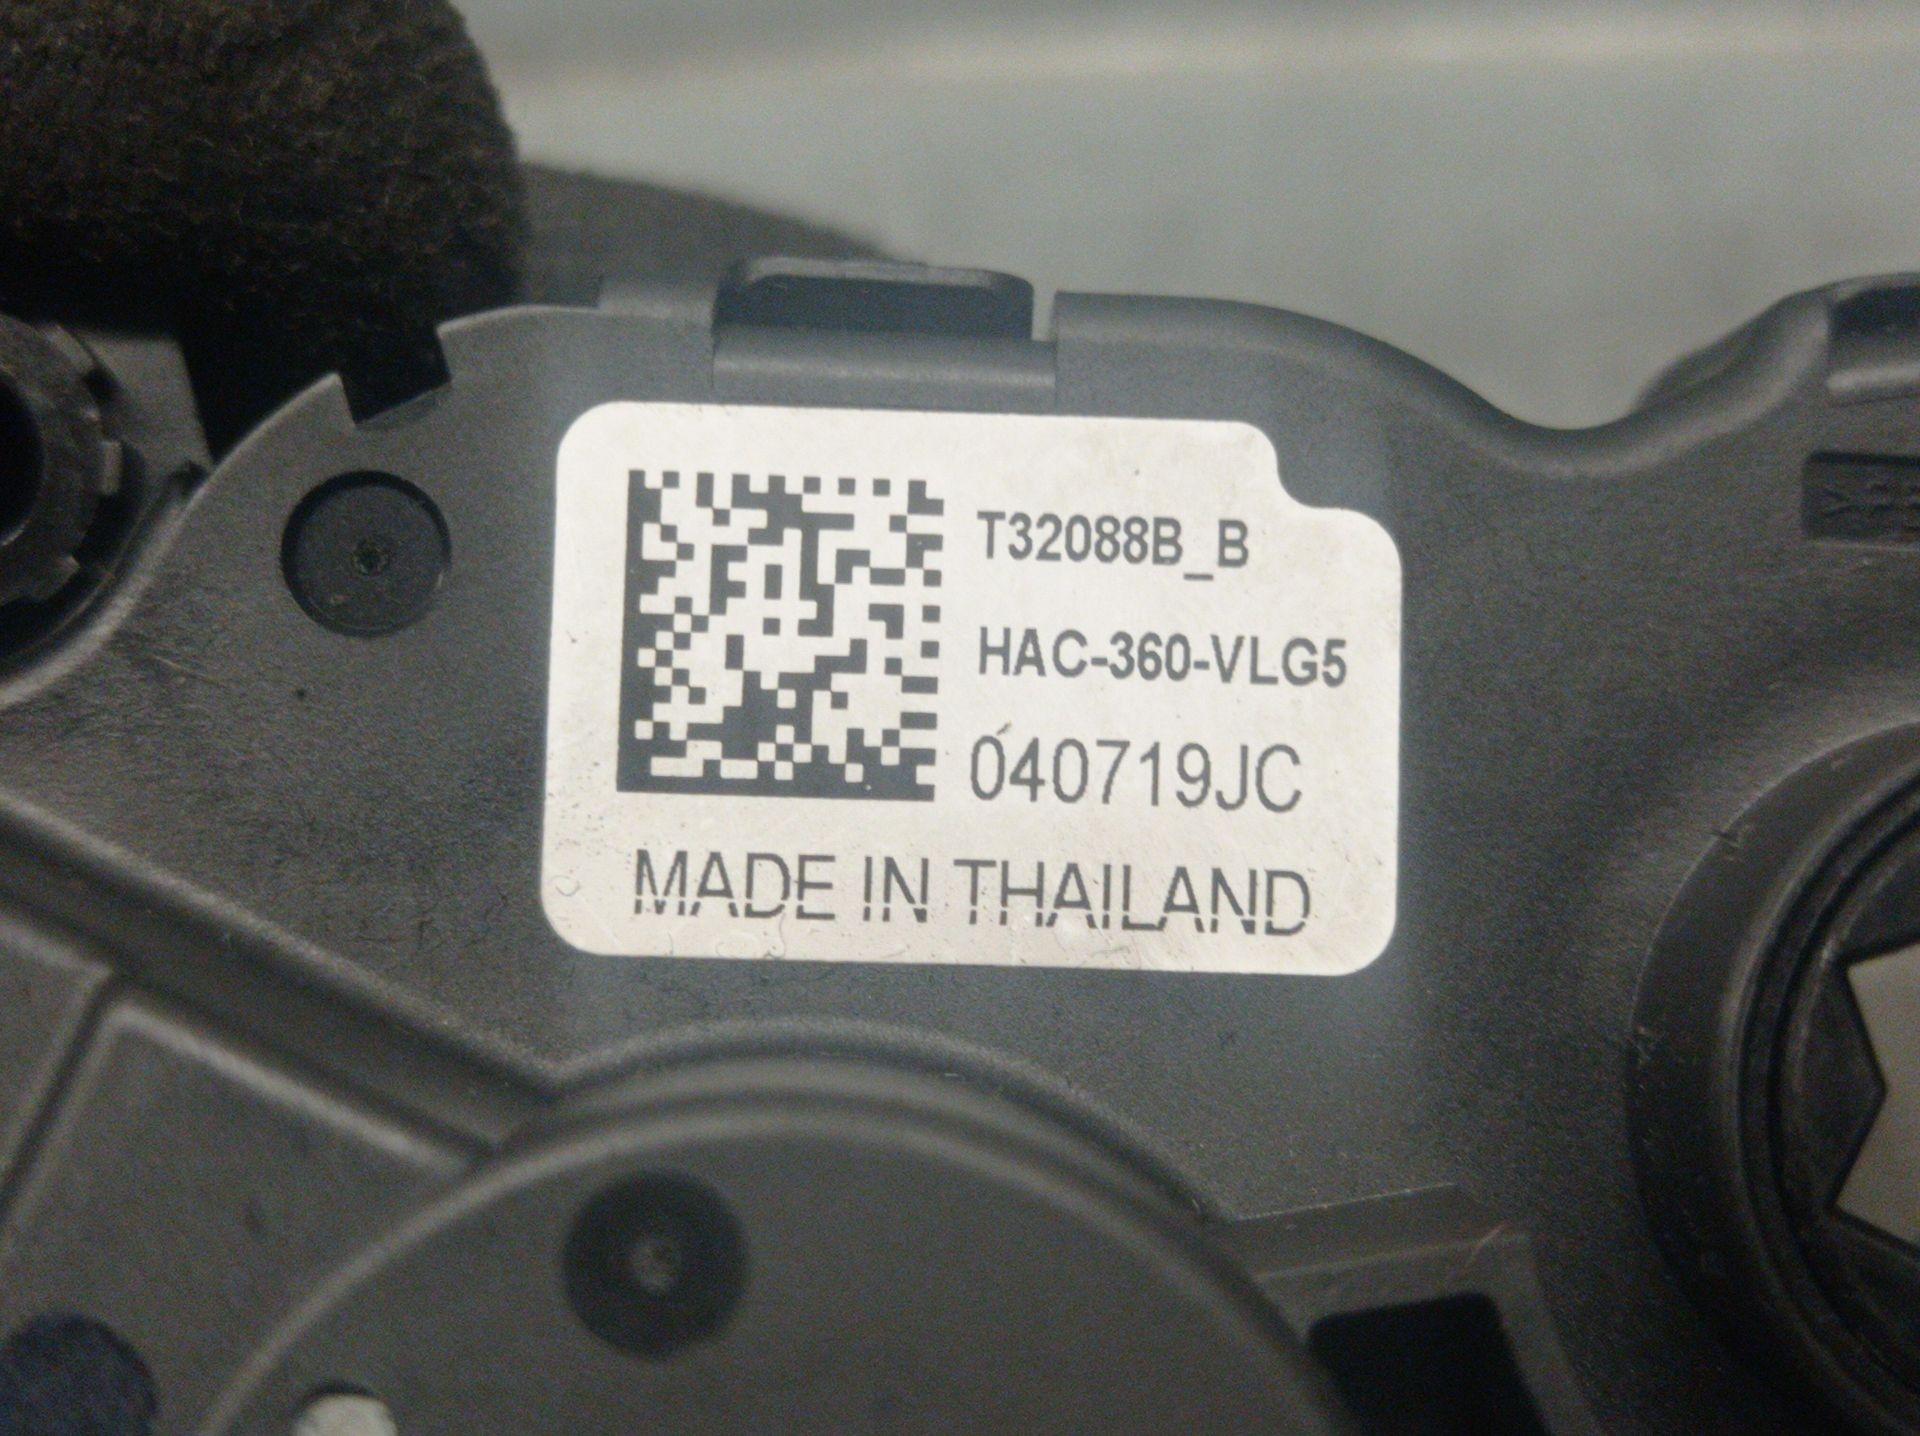 T32088B_B
HAC-360-VLG5
040719JC
MADE IN THAILAND